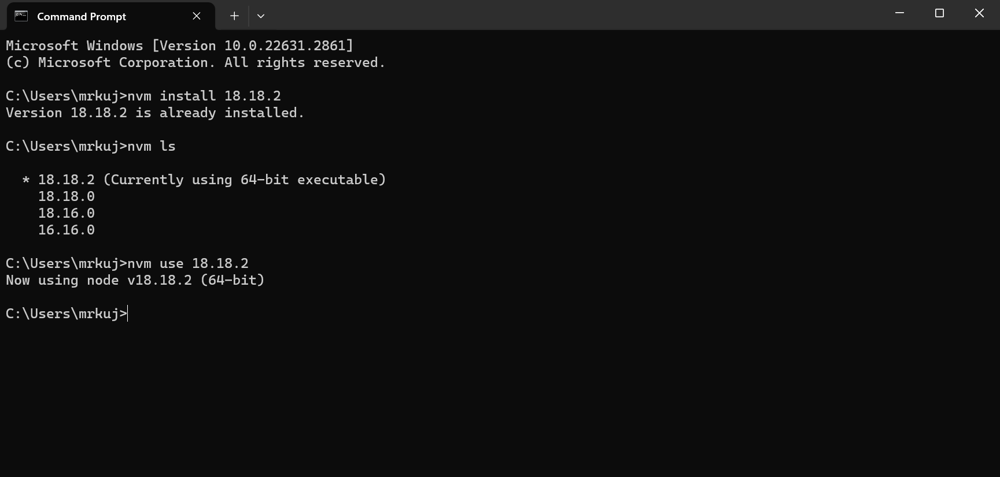 Command Prompt
Microsoft Windows [Version 10.0.22631.2861]
(c) Microsoft Corporation. All rights reserved.
C:\Users\mrkuj>nvm install 18.18.2
Version 18.18.2 is already installed.
C:\Users\mrkuj>nvm ls
* 18.18.2 (Currently using 64-bit executable)
18.18.0
18.16.0
16.16.0
C:\Users\mrkuj>nvm use 18.18.2
Now using node v18.18.2 (64-bit)
C:\Users\mrkuj>